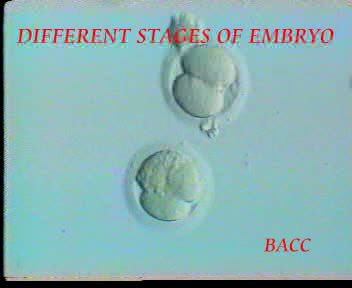 DIFFERENT STAGES OF EMBRYO
BACC